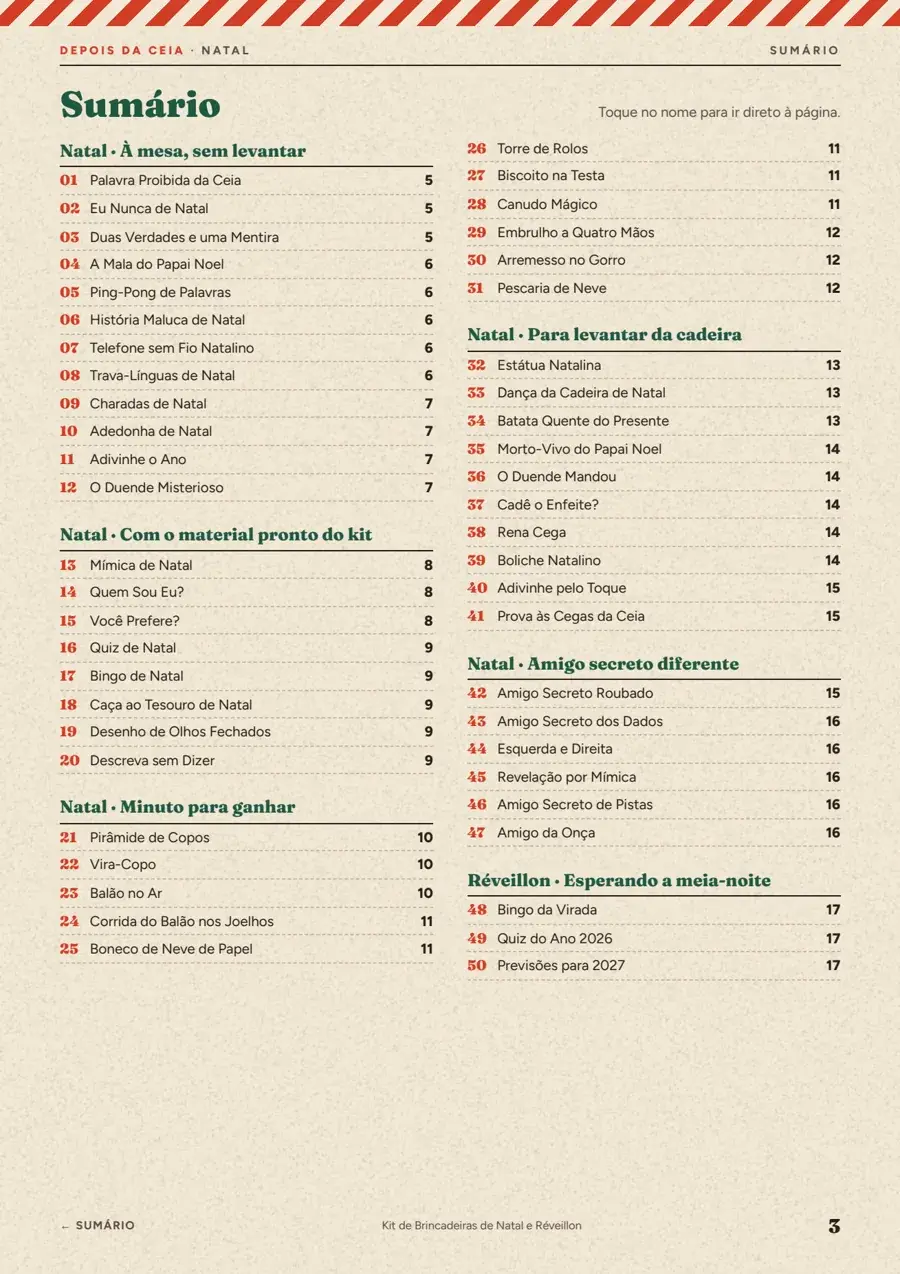 DEPOIS DA CEIA · NATAL
SUMÁRIO
Sumário
Toque no nome para ir direto à página.
Natal · À mesa, sem levantar
01 Palavra Proibida da Ceia 5
02 Eu Nunca de Natal 5
03 Duas Verdades e uma Mentira 5
04 A Mala do Papai Noel 6
05 Ping-Pong de Palavras 6
06 História Maluca de Natal 6
07 Telefone sem Fio Natalino 6
08 Trava-Línguas de Natal 6
09 Charadas de Natal 7
10 Adedonha de Natal 7
11 Adivinhe o Ano 7
12 O Duende Misterioso 7
Natal · Com o material pronto do kit
13 Mímica de Natal 8
14 Quem Sou Eu? 8
15 Você Prefere? 8
16 Quiz de Natal 9
17 Bingo de Natal 9
18 Caça ao Tesouro de Natal 9
19 Desenho de Olhos Fechados 9
20 Descreva sem Dizer 9
Natal · Minuto para ganhar
21 Pirâmide de Copos 10
22 Vira-Copo 10
23 Balão no Ar 10
24 Corrida do Balão nos Joelhos 11
25 Boneco de Neve de Papel 11
26 Torre de Rolos 11
27 Biscoito na Testa 11
28 Canudo Mágico 11
29 Embrulho a Quatro Mãos 12
30 Arremesso no Gorro 12
31 Pescaria de Neve 12
Natal · Para levantar da cadeira
32 Estátua Natalina 13
33 Dança da Cadeira de Natal 13
34 Batata Quente do Presente 13
35 Morto-Vivo do Papai Noel 14
36 O Duende Mandou 14
37 Cadê o Enfeite? 14
38 Rena Cega 14
39 Boliche Natalino 14
40 Adivinhe pelo Toque 15
41 Prova às Cegas da Ceia 15
Natal · Amigo secreto diferente
42 Amigo Secreto Roubado 15
43 Amigo Secreto dos Dados 16
44 Esquerda e Direita 16
45 Revelação por Mímica 16
46 Amigo Secreto de Pistas 16
47 Amigo da Onça 16
Réveillon · Esperando a meia-noite
48 Bingo da Virada 17
49 Quiz do Ano 2026 17
50 Previsões para 2027 17
← SUMÁRIO
Kit de Brincadeiras de Natal e Réveillon
3